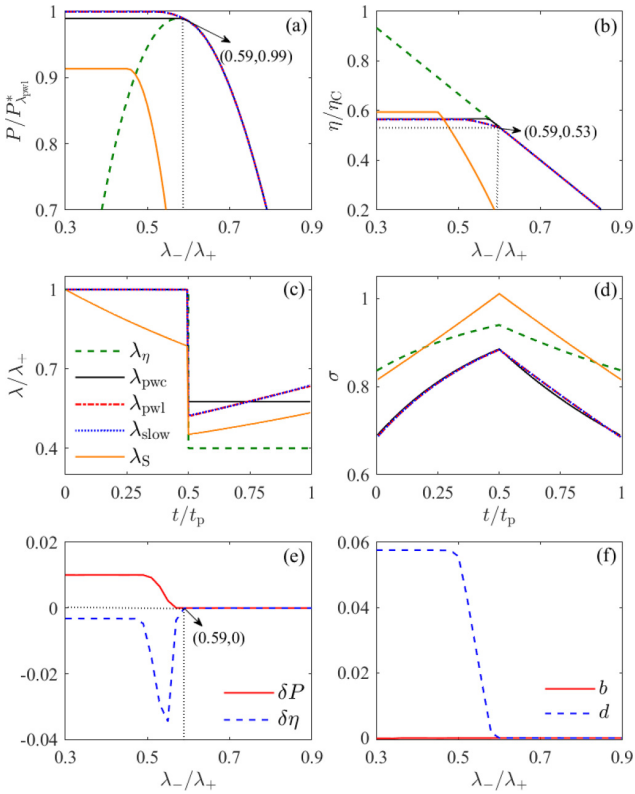 (a)
1
0.9
0.8
0.7
P/P*λpwl
(0.59,0.99)
0.3 0.5 0.7 0.9
λ−/λ+
(b)
1
0.8
0.6
0.4
0.2
η/ηC
(0.59,0.53)
0.3 0.5 0.7 0.9
λ−/λ+
(c)
1
0.7
0.4
λ/λ+
λη
λpwc
λpwl
λslow
λS
0 0.25 0.5 0.75 1
t/tp
(d)
1
0.8
0.6
σ
0 0.25 0.5 0.75 1
t/tp
(e)
0.02
0
-0.02
-0.04
(0.59,0)
δP
δη
0.3 0.5 0.7 0.9
λ−/λ+
(f)
0.06
0.04
0.02
0
b
d
0.3 0.5 0.7 0.9
λ−/λ+